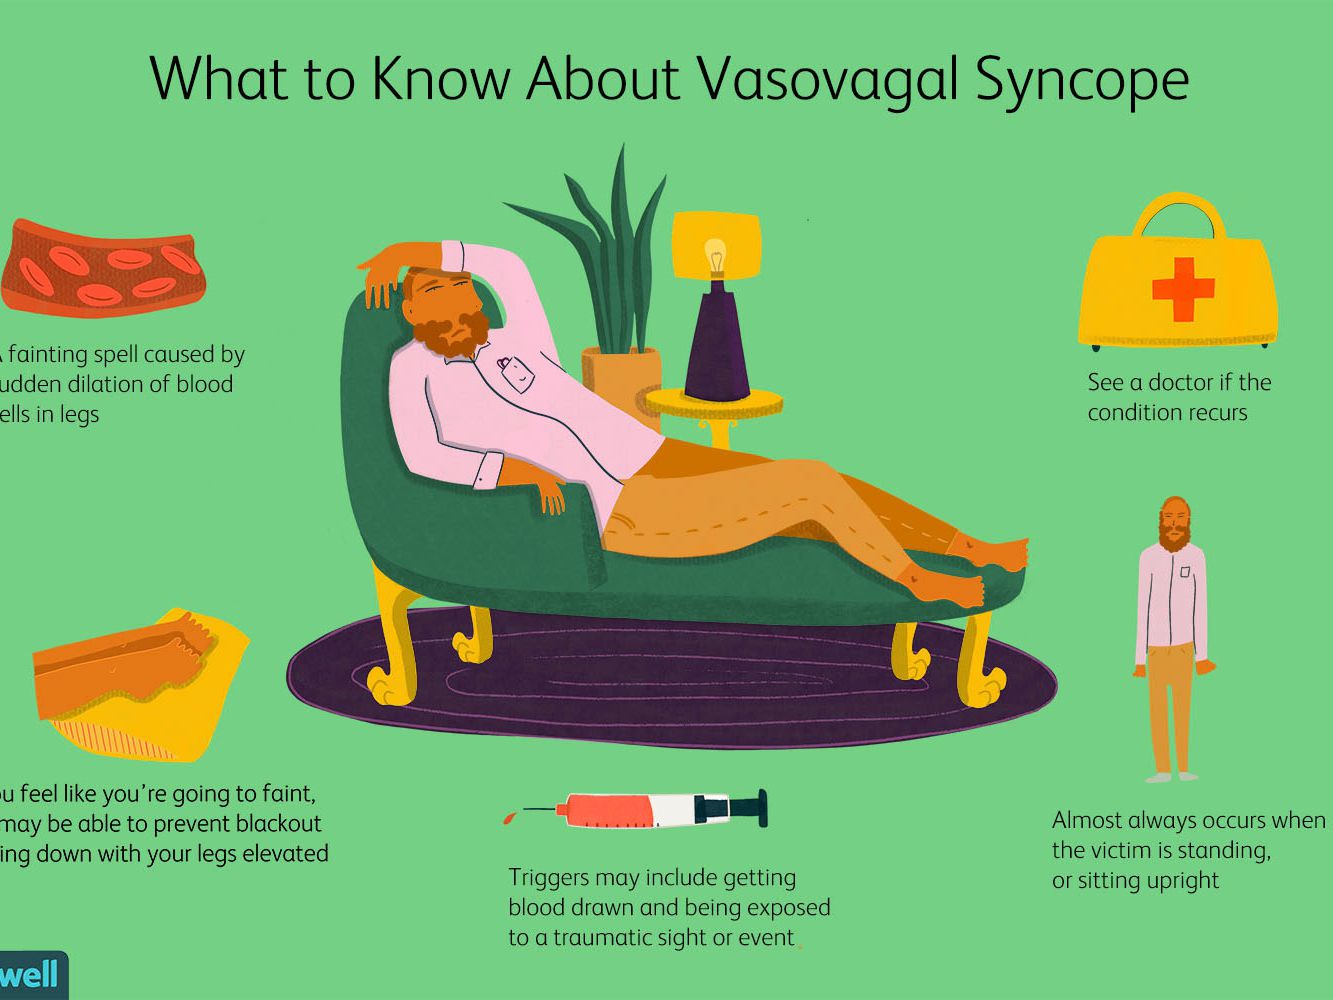 What to Know About Vasovagal Syncope
fainting spell caused by
udden dilation of blood
ells in legs
See a doctor if the
condition recurs
u feel like you're going to faint,
may be able to prevent blackout
ing down with your legs elevated
Triggers may include getting
blood drawn and being exposed
to a traumatic sight or event.
Almost always occurs when
the victim is standing,
or sitting upright
well